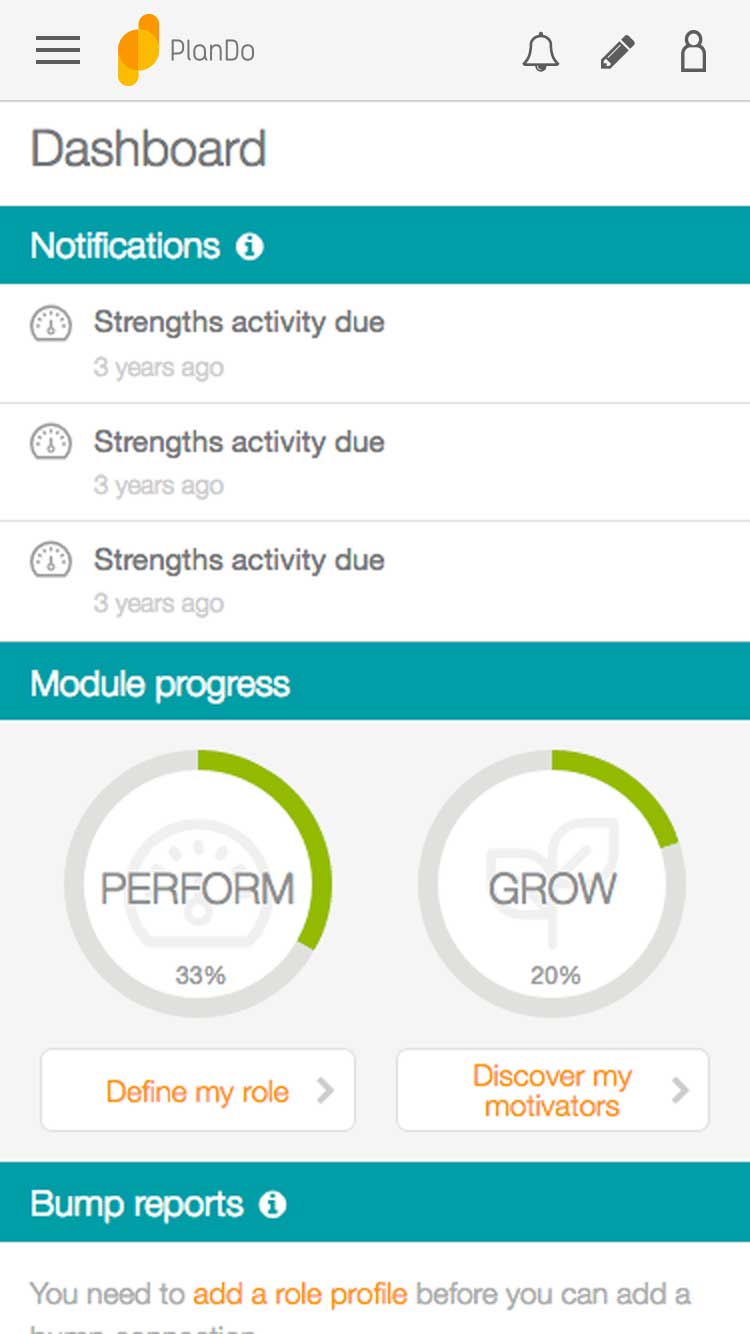 PlanDo
Dashboard
Notifications
Strengths activity due
3 years ago
Strengths activity due
3 years ago
Strengths activity due
3 years ago
Module progress
PERFORM
33%
GROW
20%
Define my role
Discover my
motivators
Bump reports
You need to add a role profile before you can add a
bump connection